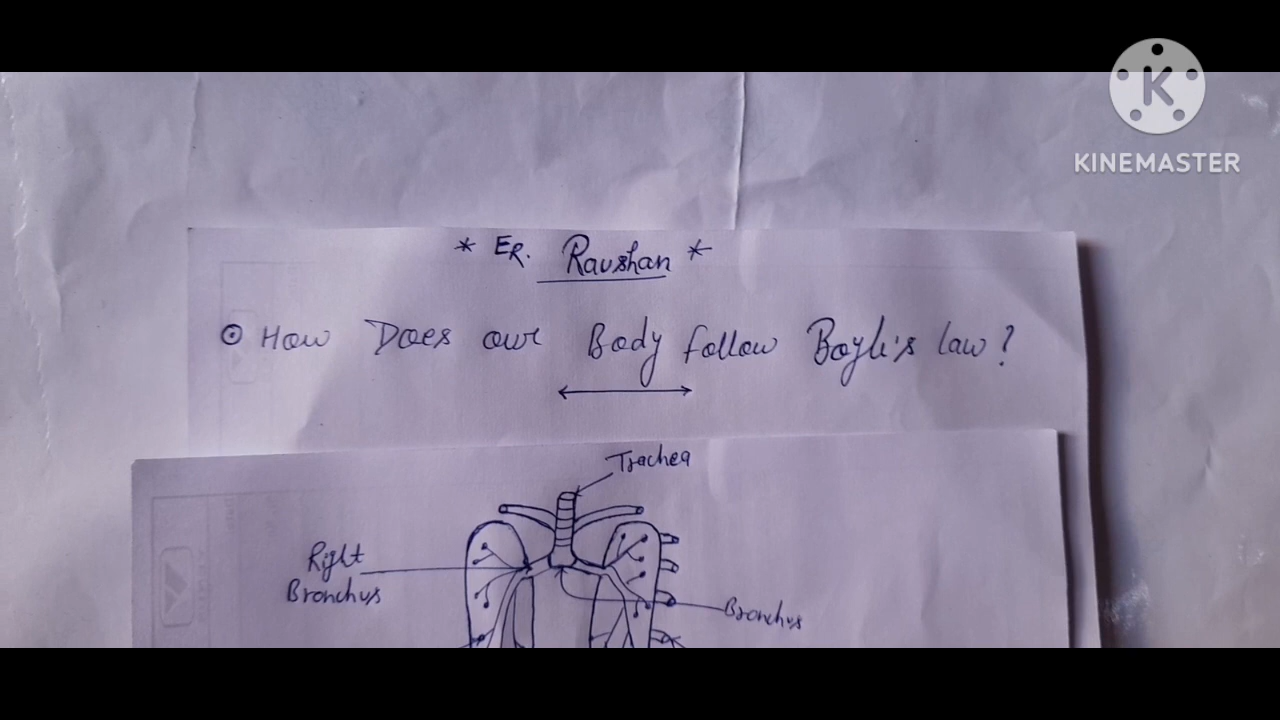 KINEMASTER
* ER. Raushan *
How Does our Body follow Boyle's law?
Trachea
Right
Bronchus
Bronchus